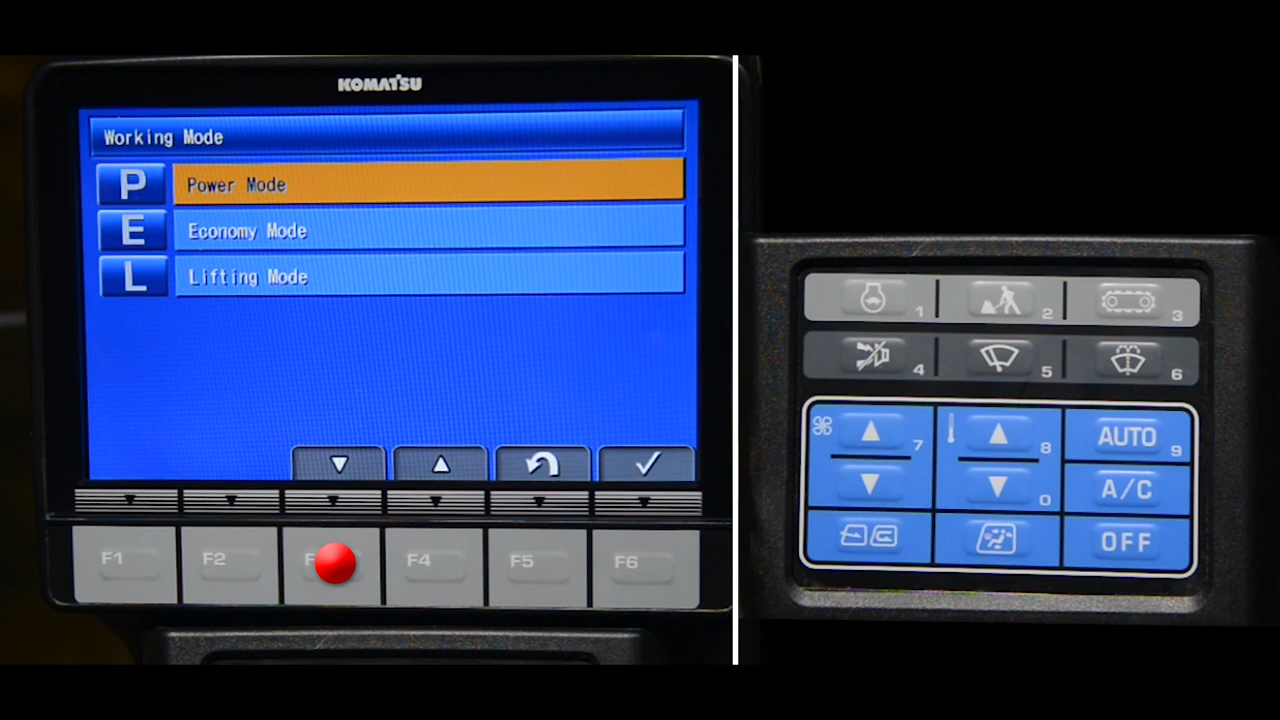 KOMATSU
Working Mode
P Power Mode
E Economy Mode
L Lifting Mode
F1 F2 F F4 F5 F6
1 2 3
4 5 6
7 8 AUTO 9
0 A/C
OFF